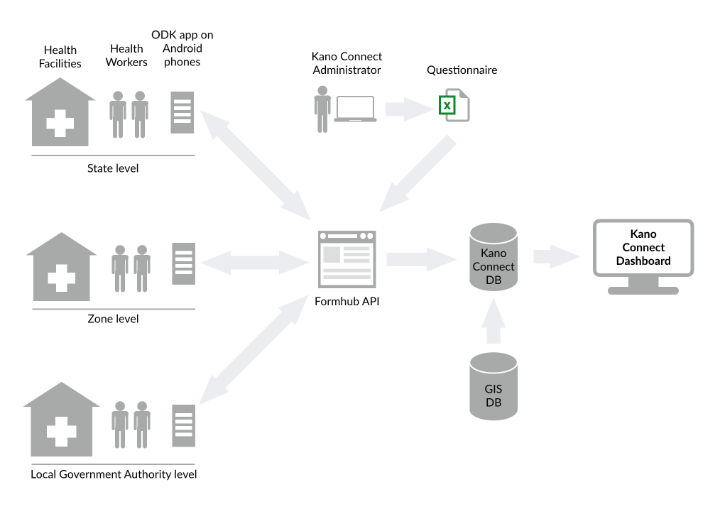 Health
Facilities
Health
Workers
ODK app on
Android
phones
Kano Connect
Administrator
Questionnaire
X
State level
Zone level
Local Government Authority level
Formhub API
Kano
Connect
DB
GIS
DB
Kano
Connect
Dashboard